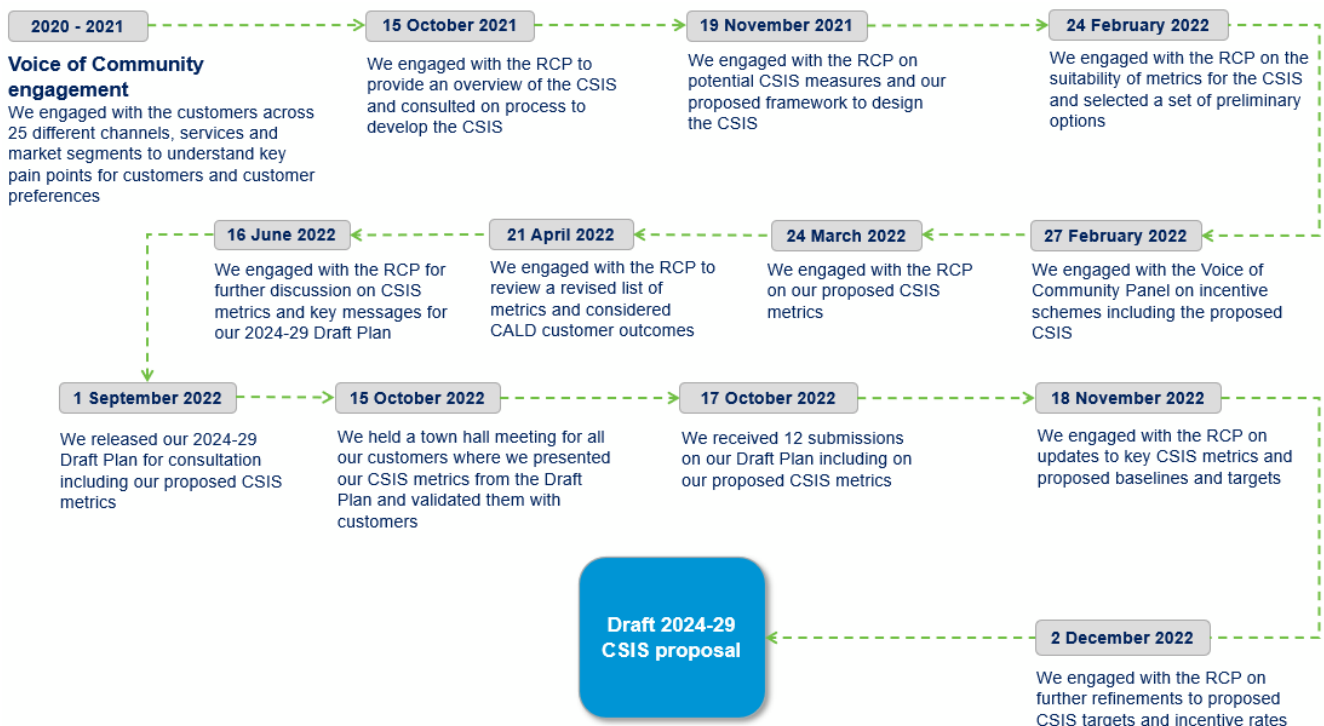 2020 - 2021
Voice of Community
engagement
We engaged with the customers across
25 different channels, services and
market segments to understand key
pain points for customers and customer
preferences
15 October 2021
We engaged with the RCP to
provide an overview of the CSIS
and consulted on process to
develop the CSIS
19 November 2021
We engaged with the RCP on
potential CSIS measures and our
proposed framework to design
the CSIS
24 February 2022
We engaged with the RCP on the
suitability of metrics for the CSIS
and selected a set of preliminary
options
27 February 2022
We engaged with the Voice of
Community Panel on incentive
schemes including the proposed
CSIS
24 March 2022
We engaged with the RCP
on our proposed CSIS
metrics
21 April 2022
We engaged with the RCP to
review a revised list of
metrics and considered
CALD customer outcomes
16 June 2022
We engaged with the RCP for
further discussion on CSIS
metrics and key messages for
our 2024-29 Draft Plan
1 September 2022
We released our 2024-29
Draft Plan for consultation
including our proposed CSIS
metrics
15 October 2022
We held a town hall meeting for all
our customers where we presented
our CSIS metrics from the Draft
Plan and validated them with
customers
17 October 2022
We received 12 submissions
on our Draft Plan including on
our proposed CSIS metrics
18 November 2022
We engaged with the RCP on
updates to key CSIS metrics and
proposed baselines and targets
2 December 2022
We engaged with the RCP on
further refinements to proposed
CSIS targets and incentive rates
Draft 2024-29
CSIS proposal